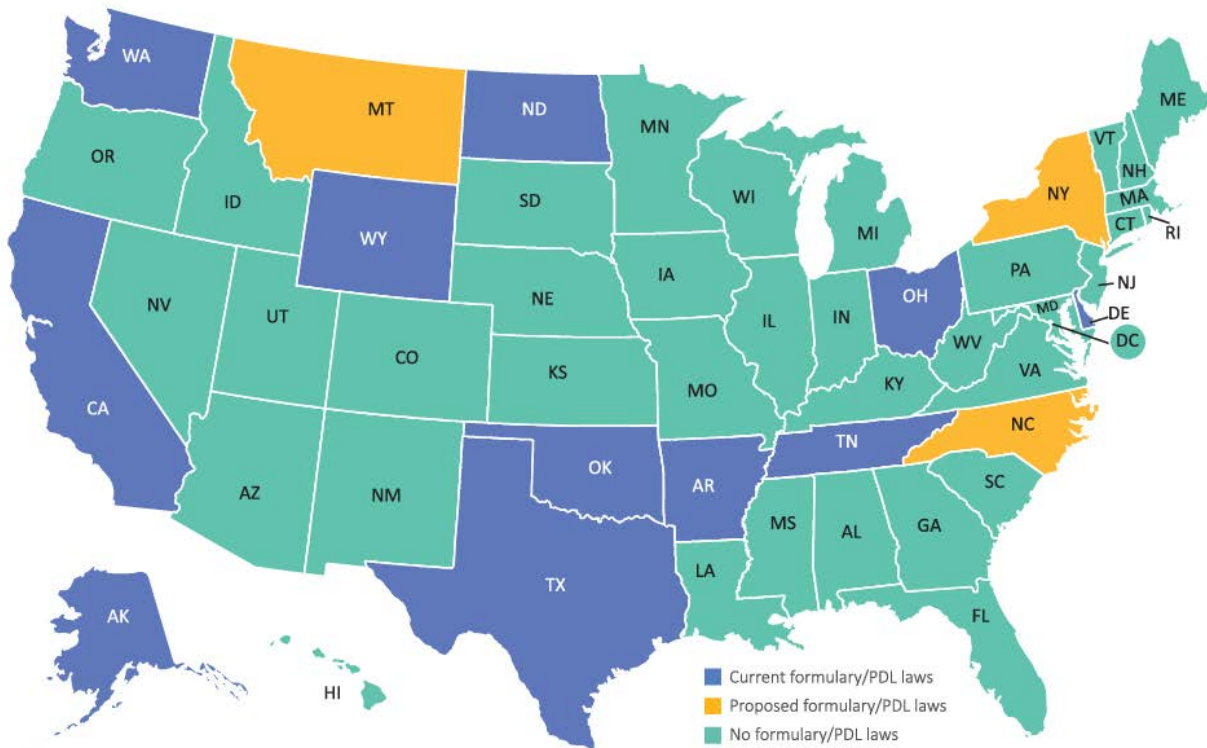 WA
MT
ND
MN
ME
VT
NH
OR
ID
SD
WI
NY
MA
CT
RI
WY
MI
IA
PA
NJ
NE
OH
DE
MD
DC
NV
UT
IL
IN
WV
CO
KS
MO
KY
VA
CA
TN
NC
OK
AR
SC
AZ
NM
MS
AL
GA
LA
TX
FL
AK
HI
Current formulary/PDL laws
Proposed formulary/PDL laws
No formulary/PDL laws